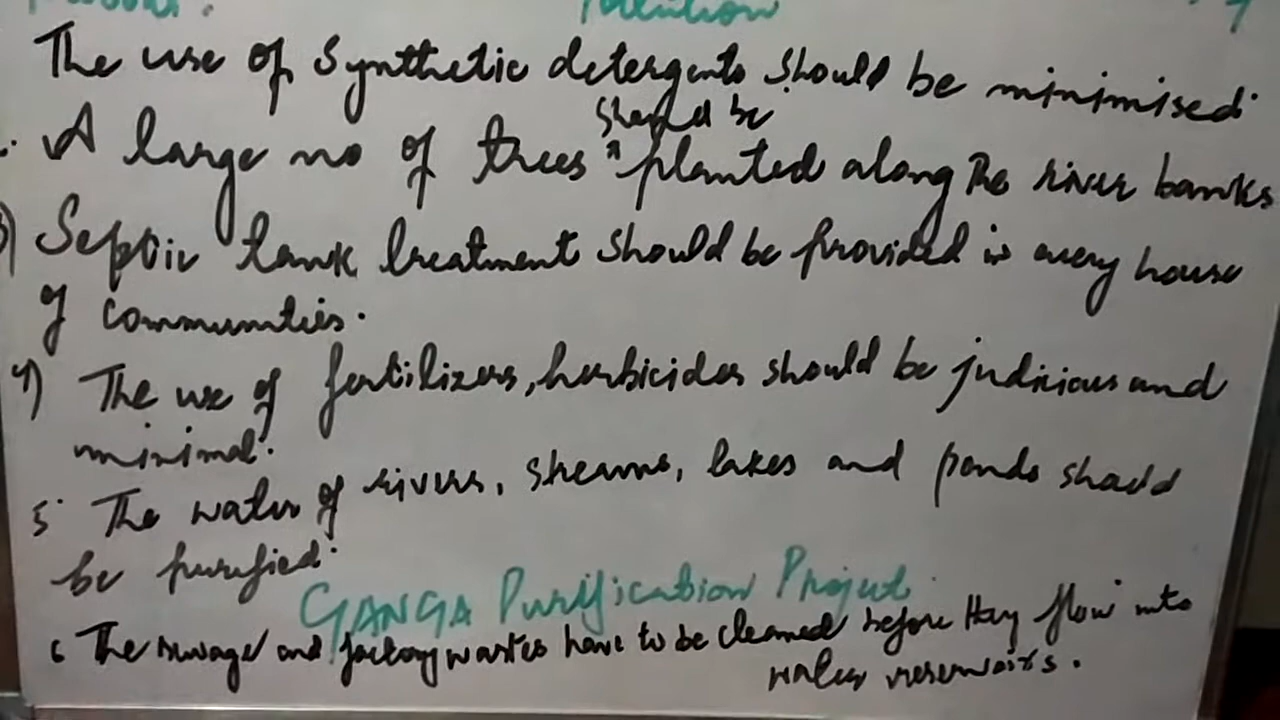 Pollution
The use of Synthetic detergents should be minimised.
should be
A large no of trees ^ planted along the river banks
3) Septic tank treatment should be provided in every house
of communities.
4) The use of fertilizers, herbicides should be judicious and
minimal.
5. The water of rivers, streams, lakes and ponds should
be purified.
GANGA Purification Project.
6 The sewage and factory wastes have to be cleaned before they flow into
water reservoirs.